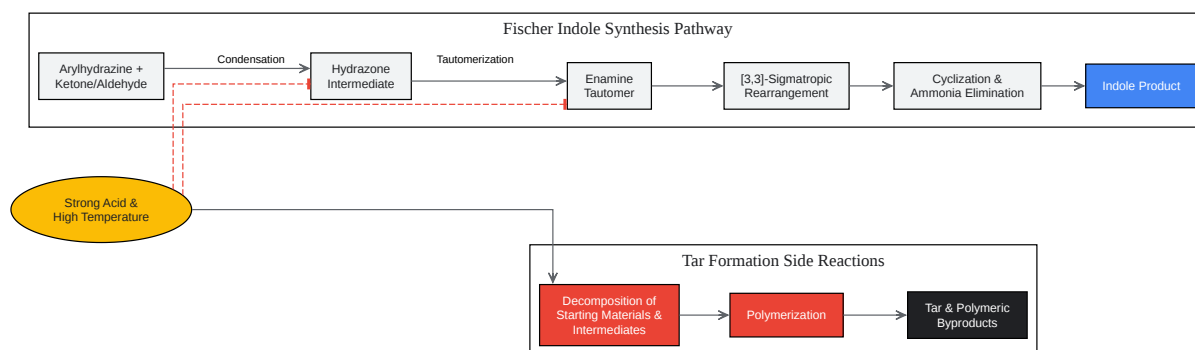 Fischer Indole Synthesis Pathway
Arylhydrazine +
Ketone/Aldehyde
Condensation
Hydrazone
Intermediate
Tautomerization
Enamine
Tautomer
[3,3]-Sigmatropic
Rearrangement
Cyclization &
Ammonia Elimination
Indole Product
Strong Acid &
High Temperature
Tar Formation Side Reactions
Decomposition of
Starting Materials &
Intermediates
Polymerization
Tar & Polymeric
Byproducts